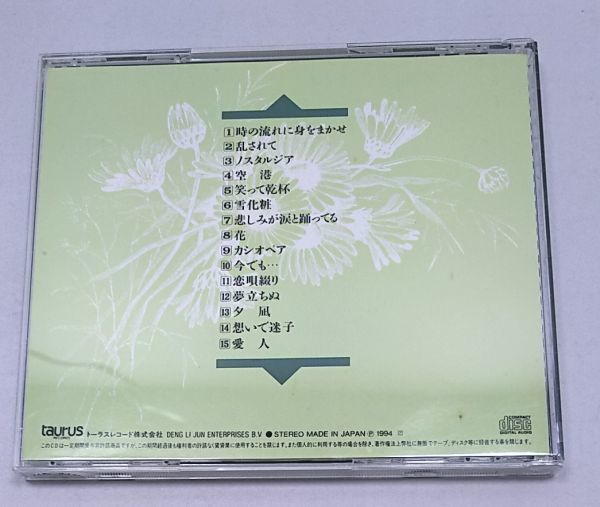 1 時の流れに身をまかせ
2 乱されて
3 ノスタルジア
4 空 港
5 笑って乾杯
6 雪化粧
7 悲しみが涙と踊ってる
8 花
9 カシオペア
10 今でも…
11 恋唄綴り
12 夢立ちぬ
13 夕 凪
14 想いで迷子
15 愛 人
taurus RECORDS トーラスレコード株式会社 DENG LI JUN ENTERPRISES B.V ● STEREO MADE IN JAPAN Ⓟ 1994
COMPACT disc DIGITAL AUDIO